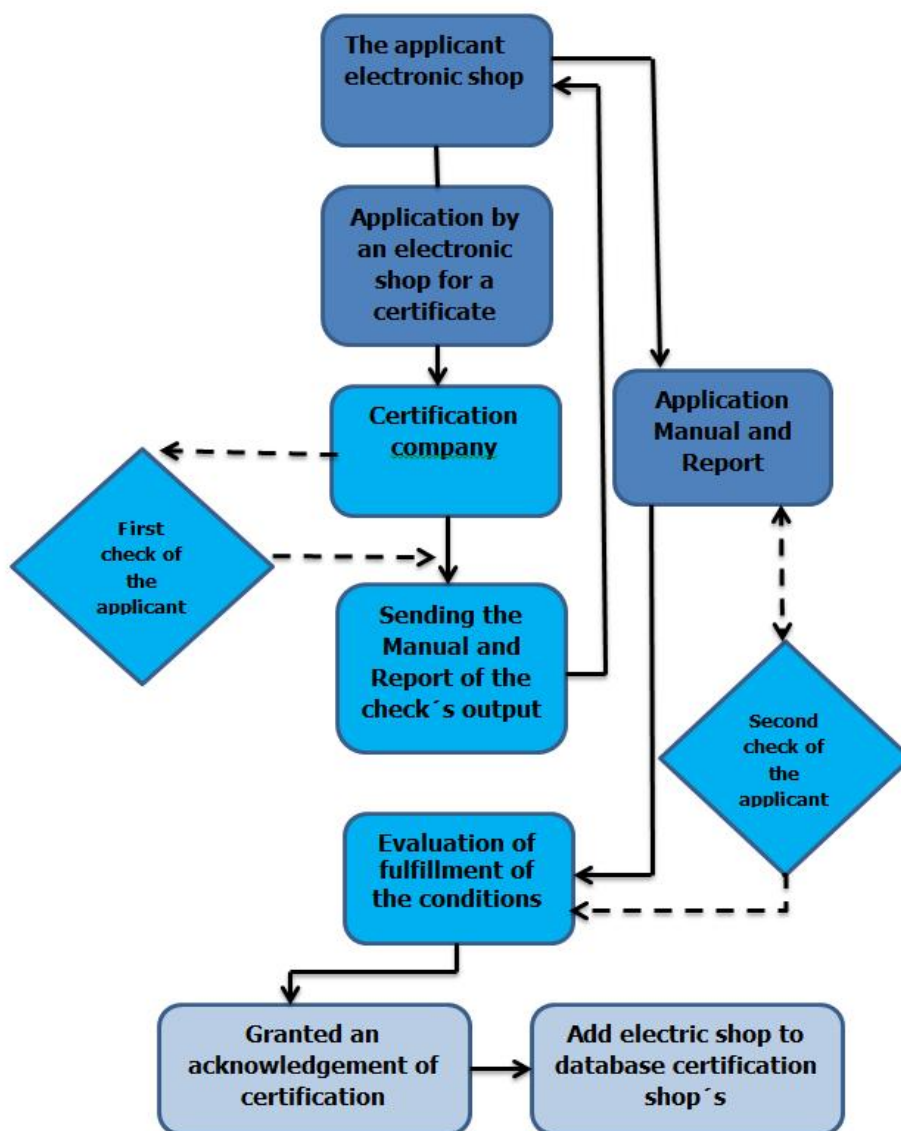 The applicant
electronic shop
Application by
an electronic
shop for a
certificate
Certification
company
Application
Manual and
Report
First
check of
the
applicant
Sending the
Manual and
Report of the
check´s output
Second
check of
the
applicant
Evaluation of
fulfillment of
the conditions
Granted an
acknowledgement of
certification
Add electric shop to
database certification
shop´s